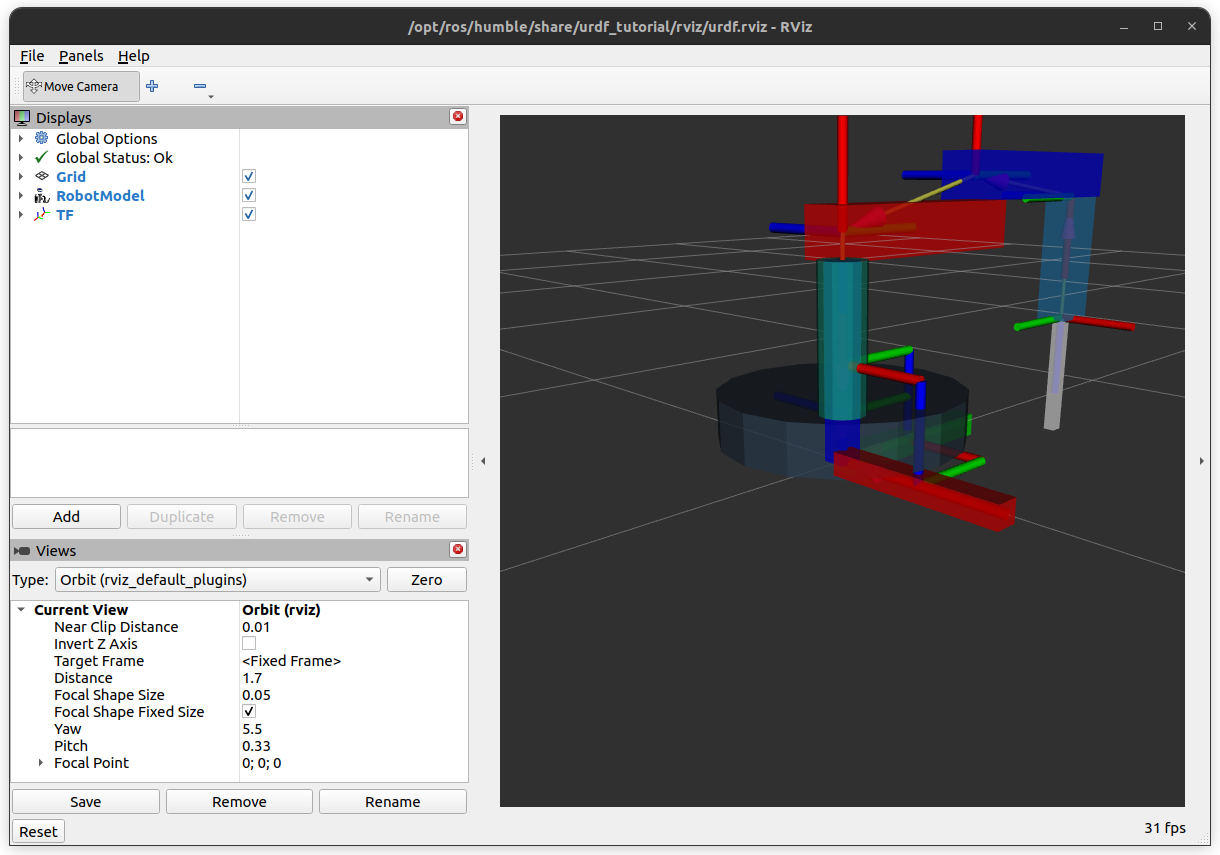 /opt/ros/humble/share/urdf_tutorial/rviz/urdf.rviz - RViz
File Panels Help
Move Camera
Displays
Global Options
Global Status: Ok
Grid
RobotModel
TF
Add Duplicate Remove Rename
Views
Type: Orbit (rviz_default_plugins) Zero
Current View Orbit (rviz)
Near Clip Distance 0.01
Invert Z Axis
Target Frame <Fixed Frame>
Distance 1.7
Focal Shape Size 0.05
Focal Shape Fixed Size
Yaw 5.5
Pitch 0.33
Focal Point 0; 0; 0
Save Remove Rename
Reset 31 fps